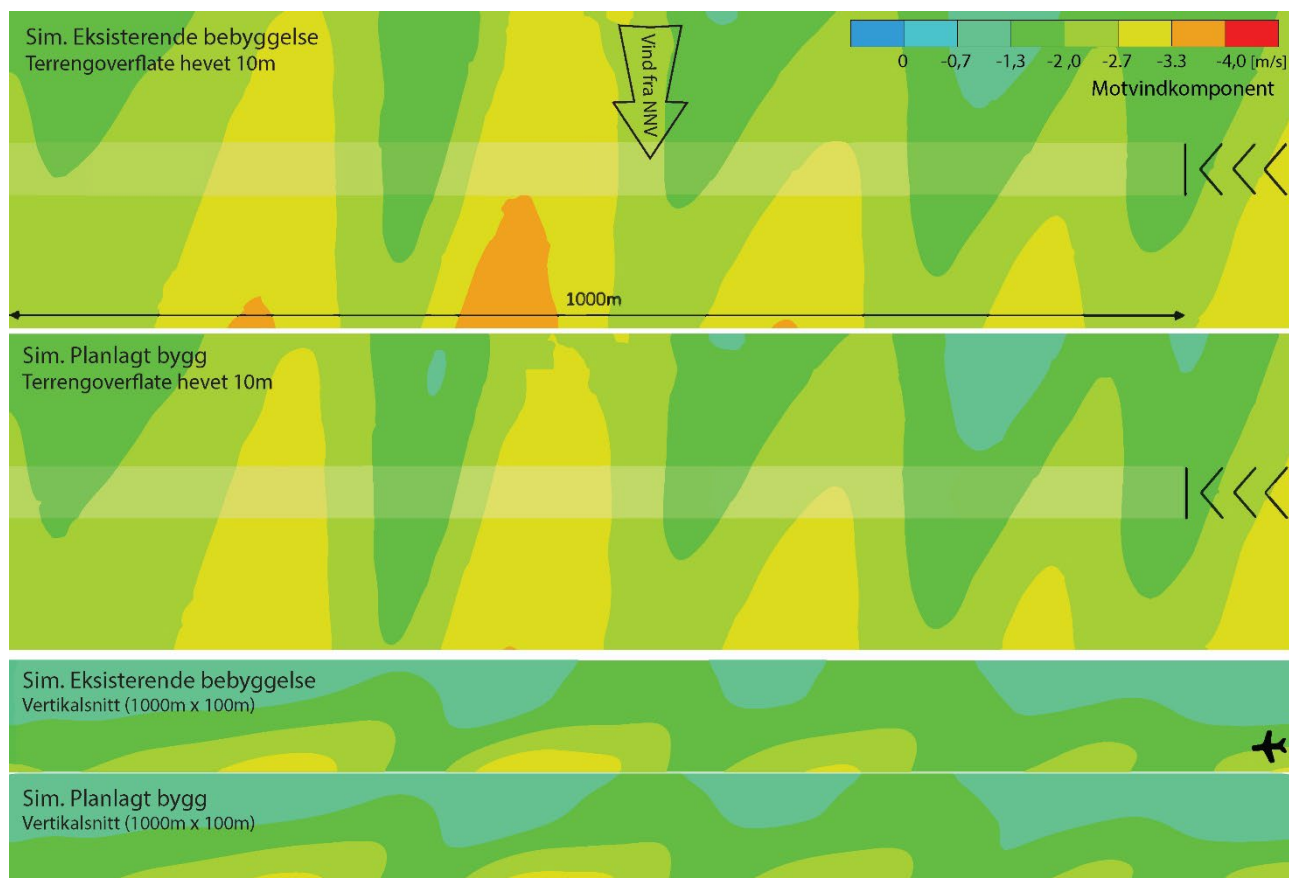 Sim. Eksisterende bebyggelse
Terrengoverflate hevet 10m
Vind fra NNV
0 -0,7 -1,3 -2,0 -2.7 -3.3 -4,0 [m/s]
Motvindkomponent
1000m
Sim. Planlagt bygg
Terrengoverflate hevet 10m
Sim. Eksisterende bebyggelse
Vertikalsnitt (1000m x 100m)
Sim. Planlagt bygg
Vertikalsnitt (1000m x 100m)